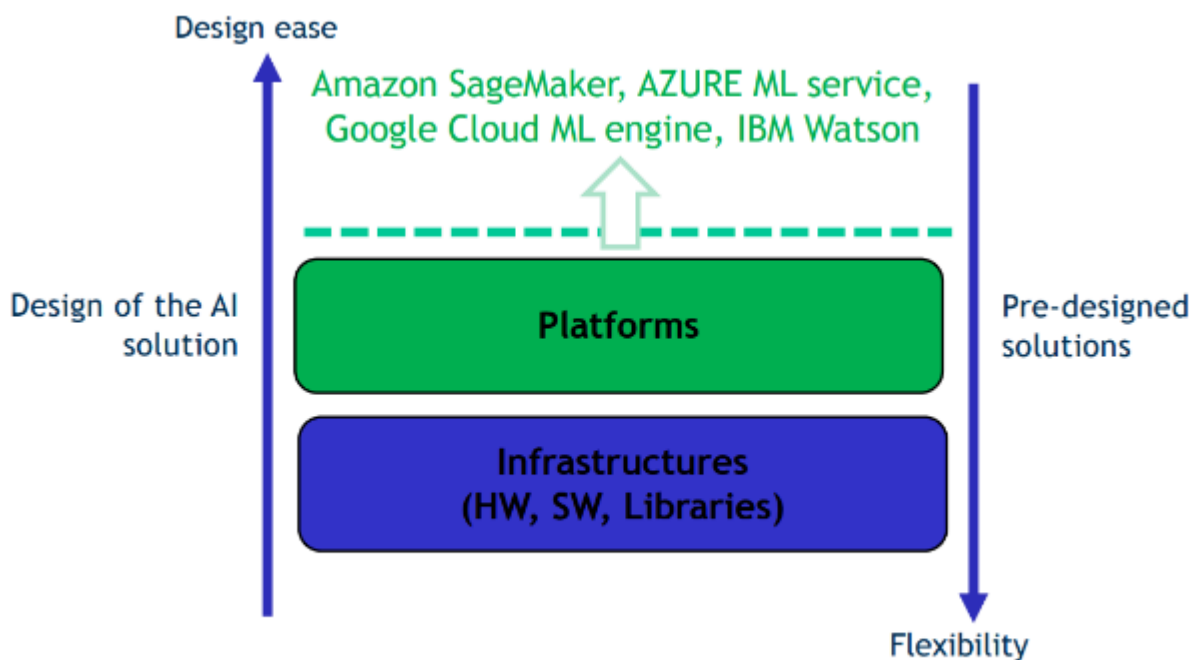 Design ease
Amazon SageMaker, AZURE ML service,
Google Cloud ML engine, IBM Watson
Design of the AI
solution
Platforms
Pre-designed
solutions
Infrastructures
(HW, SW, Libraries)
Flexibility